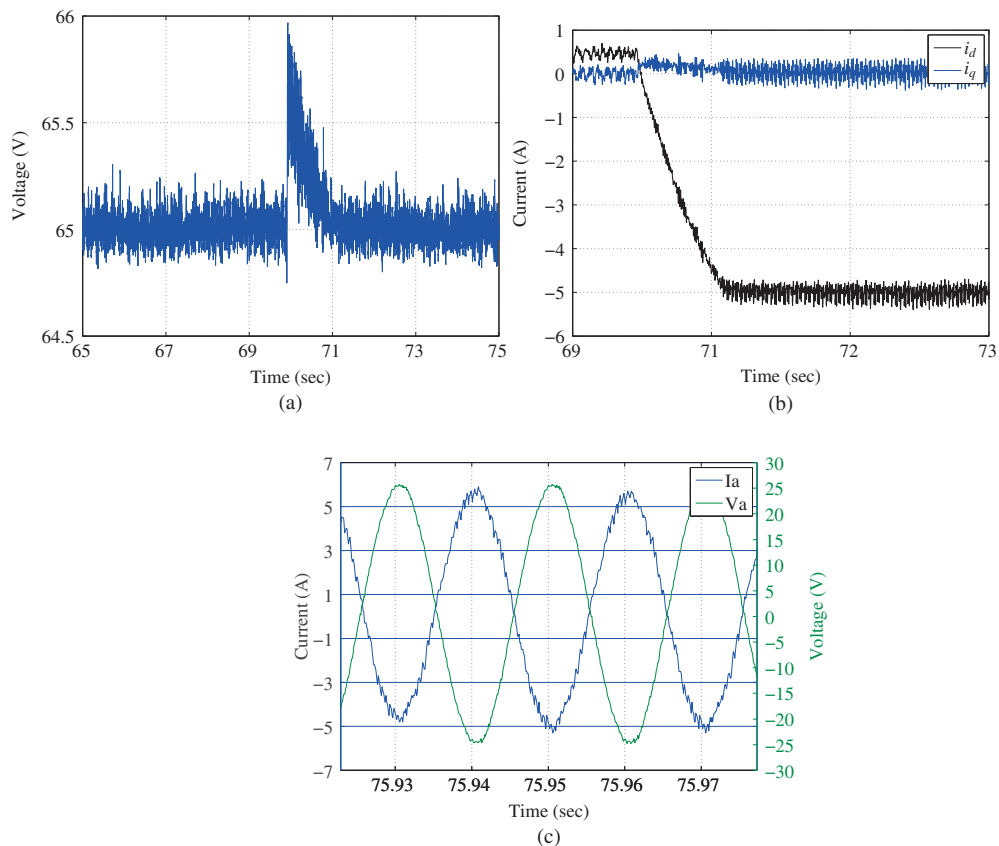 66
65.5
65
64.5
Voltage (V)
65 67 69 71 73 75
Time (sec)
(a)
1
0
−1
−2
−3
−4
−5
−6
Current (A)
i_d
i_q
69 71 72 73
Time (sec)
(b)
7
5
3
1
−1
−3
−5
−7
Current (A)
Ia
Va
30
25
20
15
10
5
0
−5
−10
−15
−20
−25
−30
Voltage (V)
75.93 75.94 75.95 75.96 75.97
Time (sec)
(c)